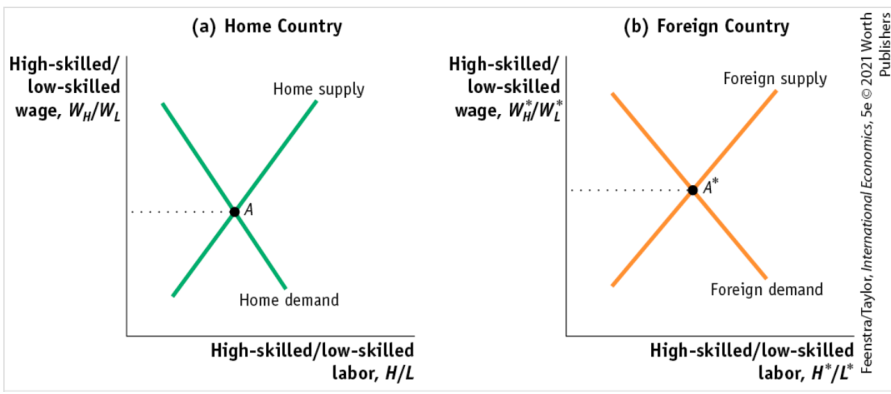 (a) Home Country
High-skilled/
low-skilled
wage, W_H/W_L
Home supply
A
Home demand
High-skilled/low-skilled
labor, H/L
(b) Foreign Country
High-skilled/
low-skilled
wage, W*_H/W*_L
Foreign supply
A*
Foreign demand
High-skilled/low-skilled
labor, H*/L*
Feenstra/Taylor, International Economics, 5e © 2021 Worth
Publishers